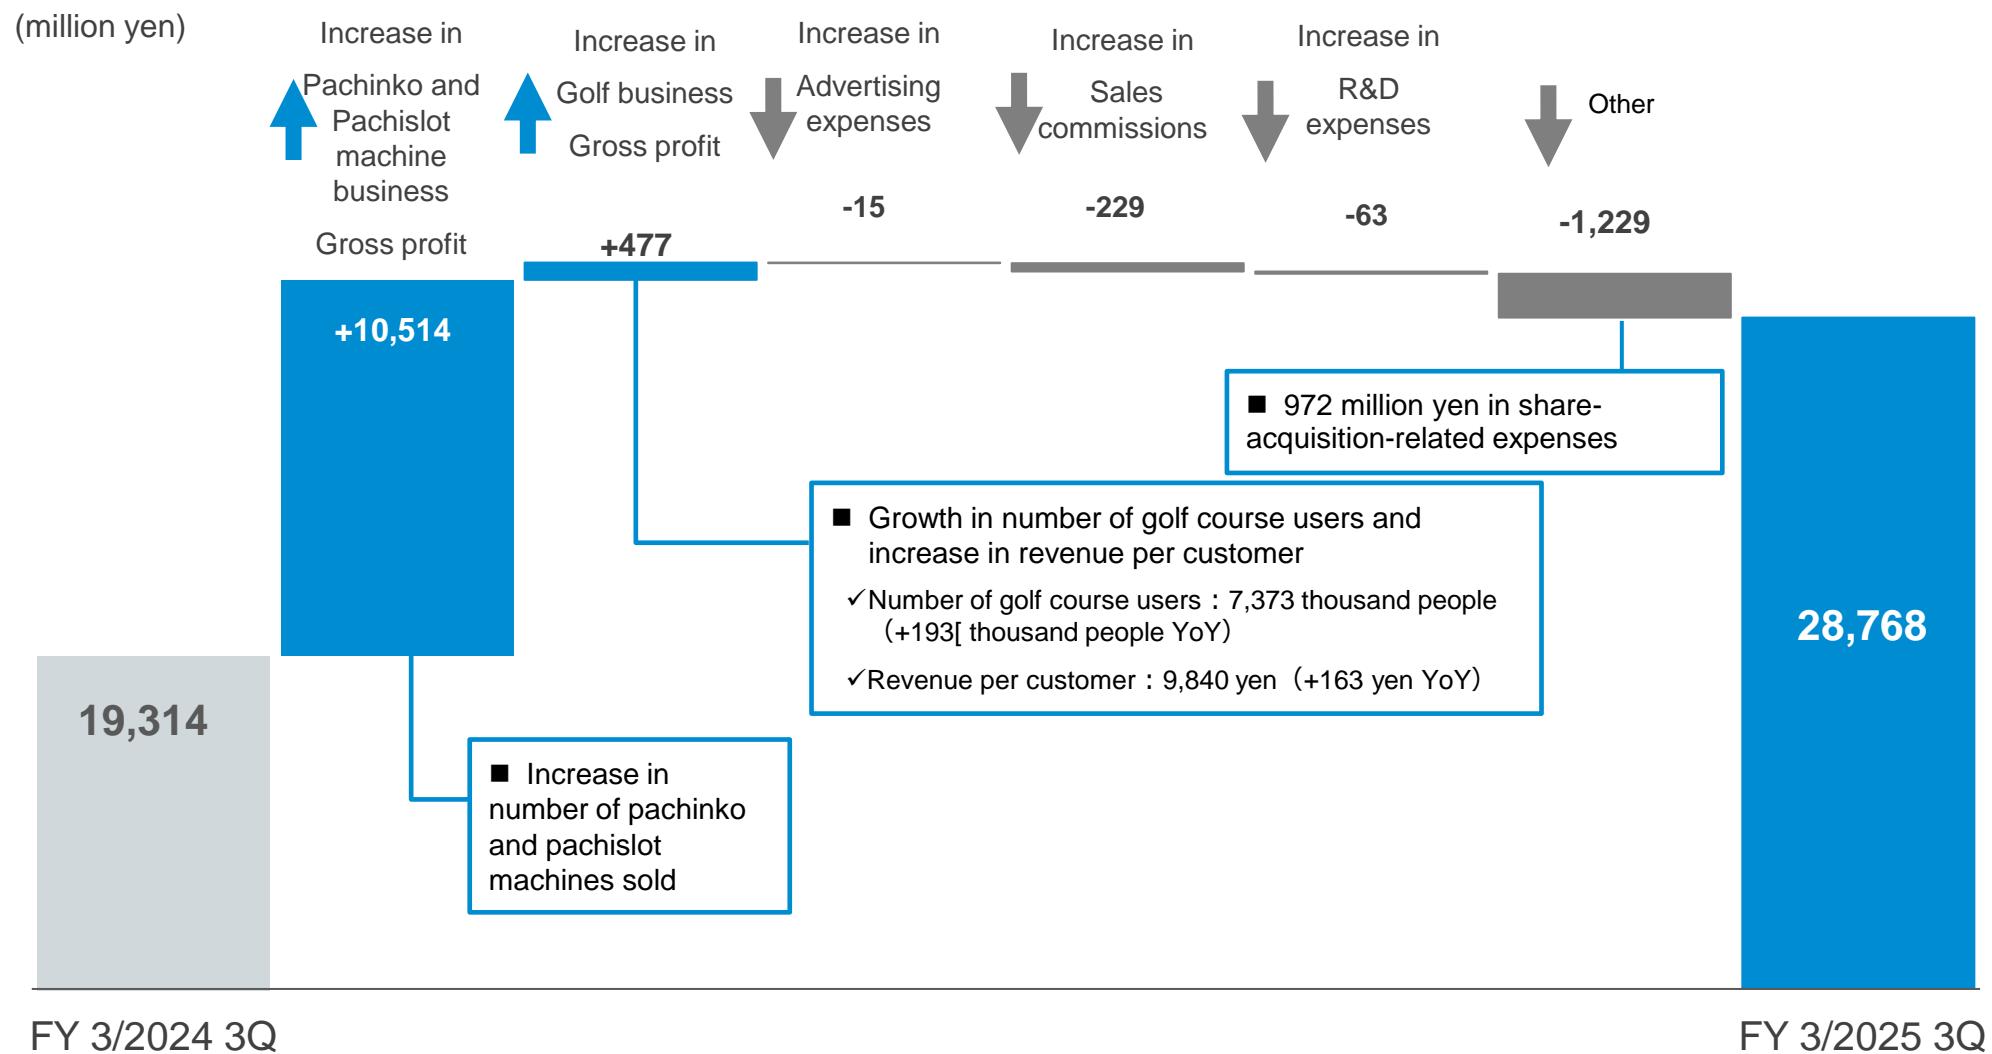 (million yen)
Increase in
Pachinko and
Pachislot
machine
business
Gross profit
+10,514
Increase in
Golf business
Gross profit
+477
Increase in
Advertising
expenses
-15
Increase in
Sales
commissions
-229
Increase in
R&D
expenses
-63
Other
-1,229
■ 972 million yen in share-
acquisition-related expenses
■ Growth in number of golf course users and
increase in revenue per customer
✓Number of golf course users：7,373 thousand people
（+193[ thousand people YoY）
✓Revenue per customer：9,840 yen（+163 yen YoY）
■ Increase in
number of pachinko
and pachislot
machines sold
19,314
28,768
FY 3/2024 3Q
FY 3/2025 3Q